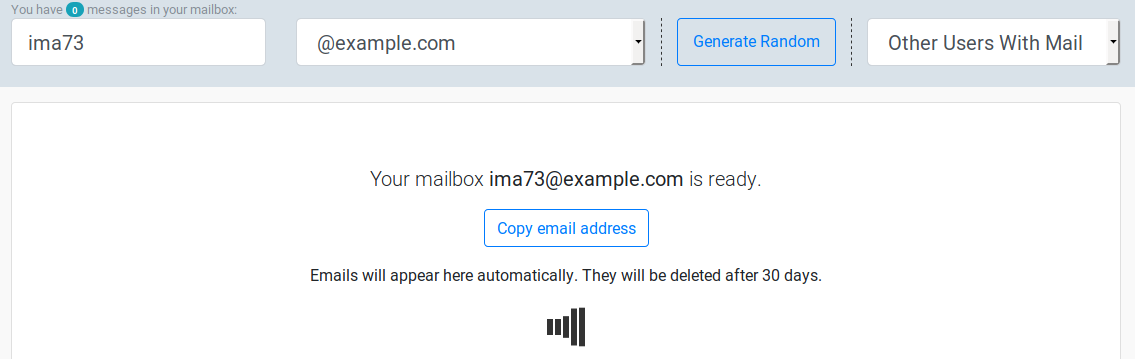 You have 0 messages in your mailbox:
ima73 @example.com Generate Random Other Users With Mail
Your mailbox ima73@example.com is ready.
Copy email address
Emails will appear here automatically. They will be deleted after 30 days.